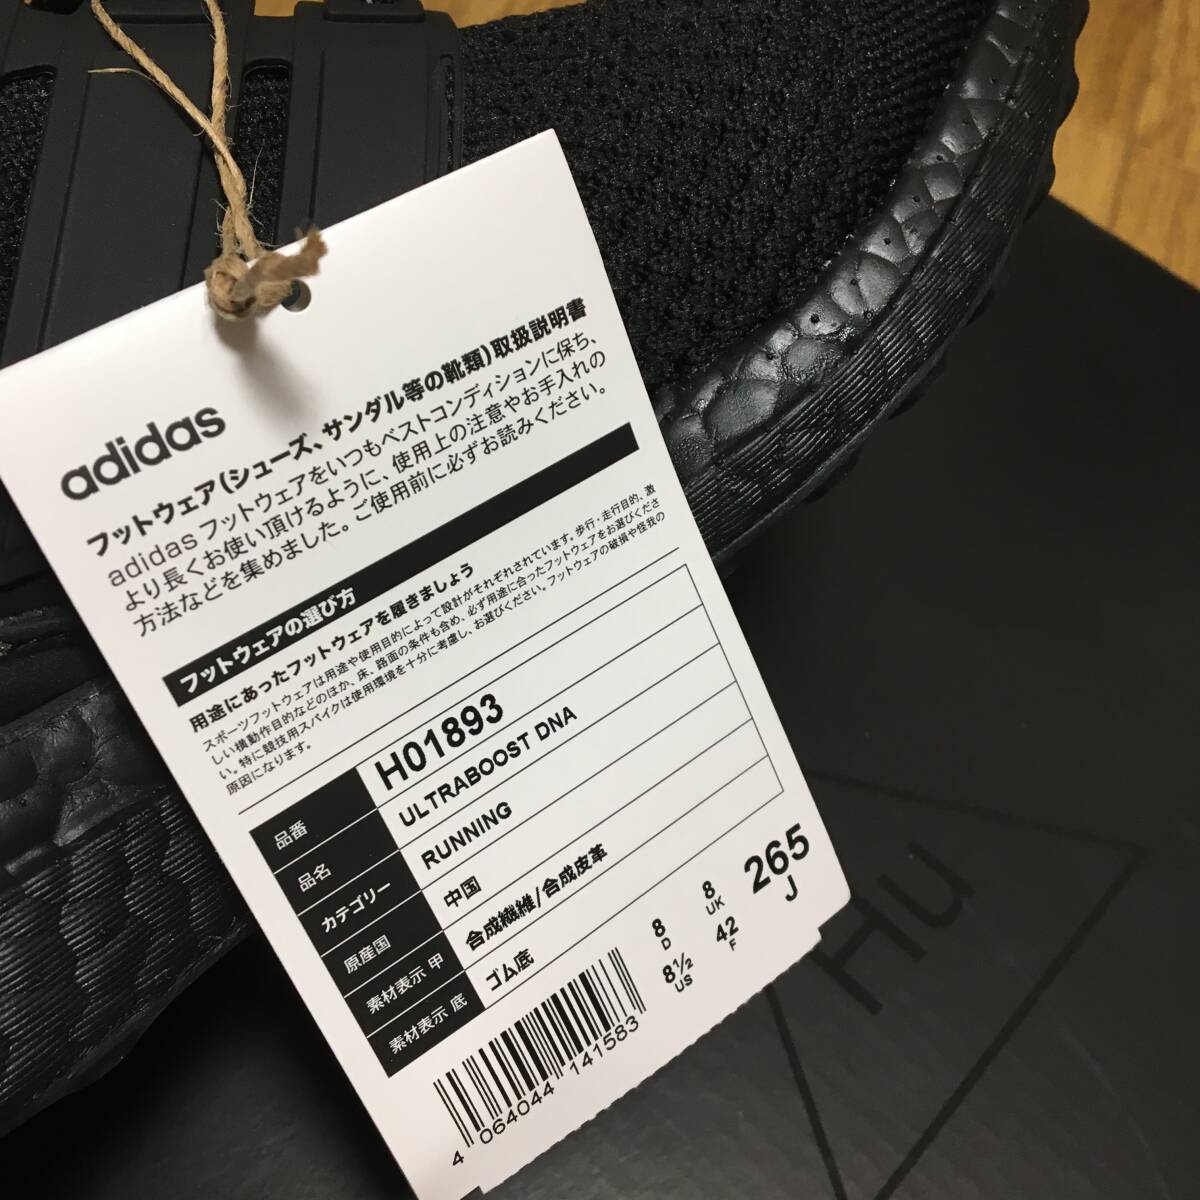 adidas
フットウェア(シューズ、サンダル等の靴類)取扱説明書
adidas フットウェアをいつもベストコンディションに保ち、
より長くお使い頂けるように、使用上の注意やお手入れの
方法などを集めました。ご使用前に必ずお読みください。
フットウェアの選び方
用途にあったフットウェアを履きましょう
スポーツフットウェアは用途や使用目的によって設計がそれぞれされています。歩行・走行目的、激
しい横動作目的などのほか、床、路面の条件も含め、必ず用途に合ったフットウェアをお選びくださ
い。特に競技用スパイクは使用環境を十分に考慮し、お選びください。フットウェアの破損や怪我の
原因になります。
品番 H01893
品名 ULTRABOOST DNA
カテゴリー RUNNING
原産国 中国
素材表示 甲 合成繊維/合成皮革
素材表示 底 ゴム底
8 D
8 UK
265 J
8½ US
42 F
4 064044 141583
Hu